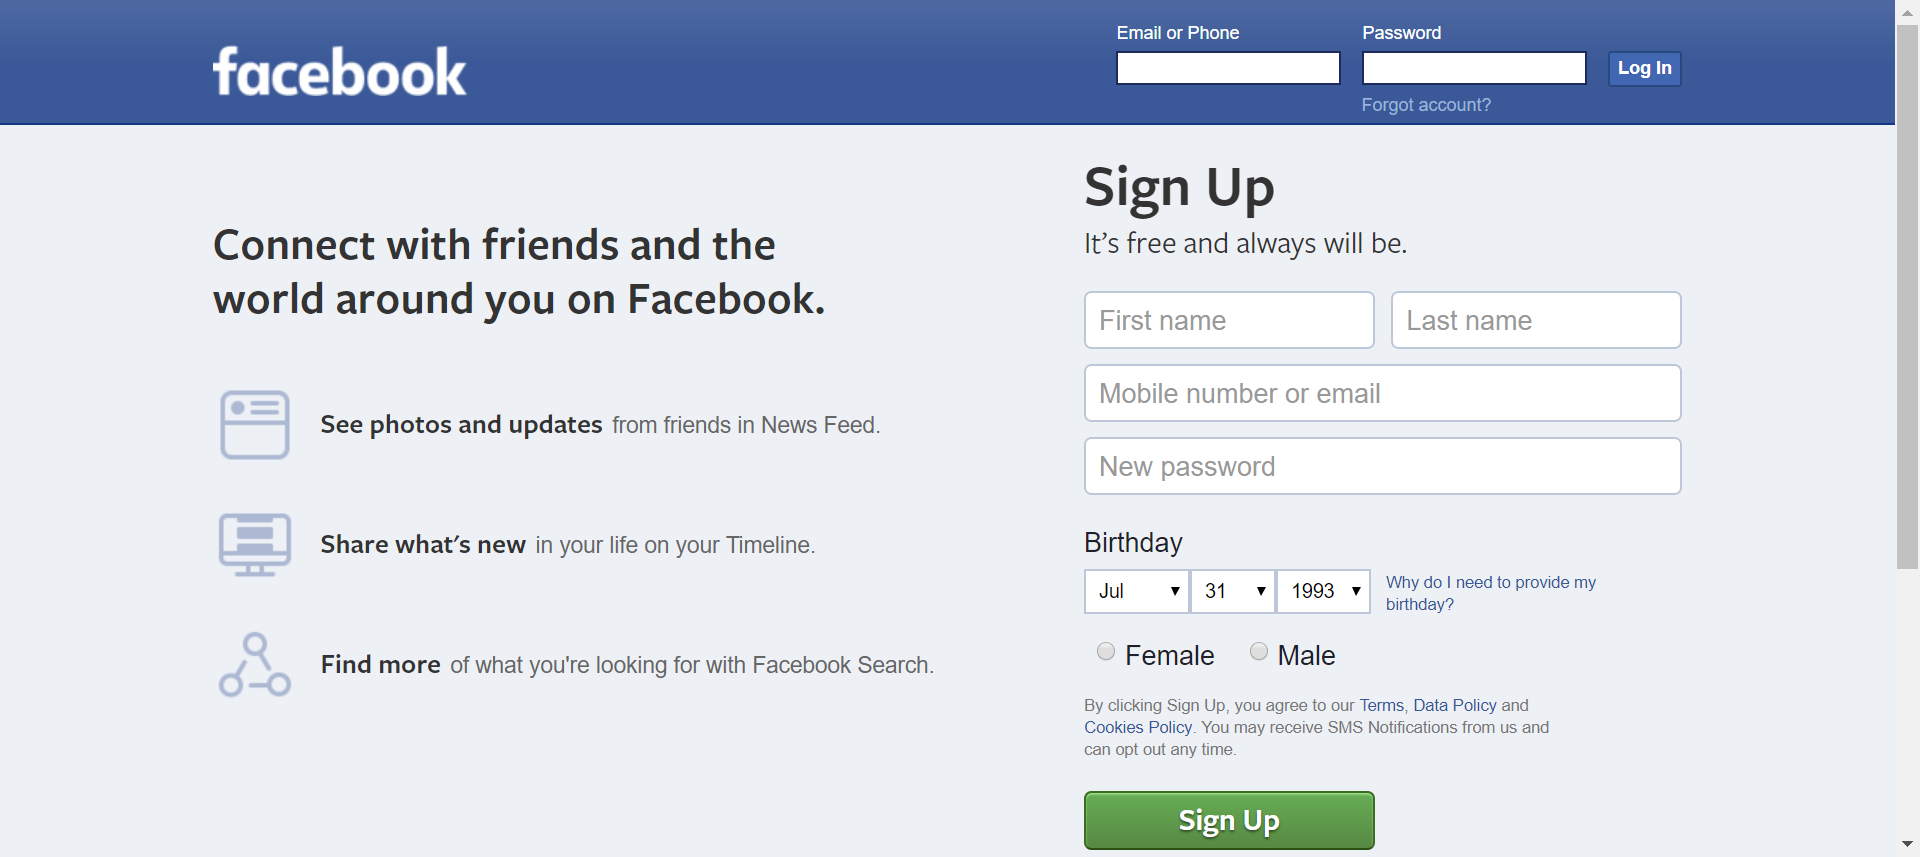 facebook
Email or Phone
Password
Log In
Forgot account?
Connect with friends and the
world around you on Facebook.
See photos and updates from friends in News Feed.
Share what's new in your life on your Timeline.
Find more of what you're looking for with Facebook Search.
Sign Up
It's free and always will be.
First name
Last name
Mobile number or email
New password
Birthday
Jul 31 1993
Why do I need to provide my
birthday?
Female Male
By clicking Sign Up, you agree to our Terms, Data Policy and
Cookies Policy. You may receive SMS Notifications from us and
can opt out any time.
Sign Up